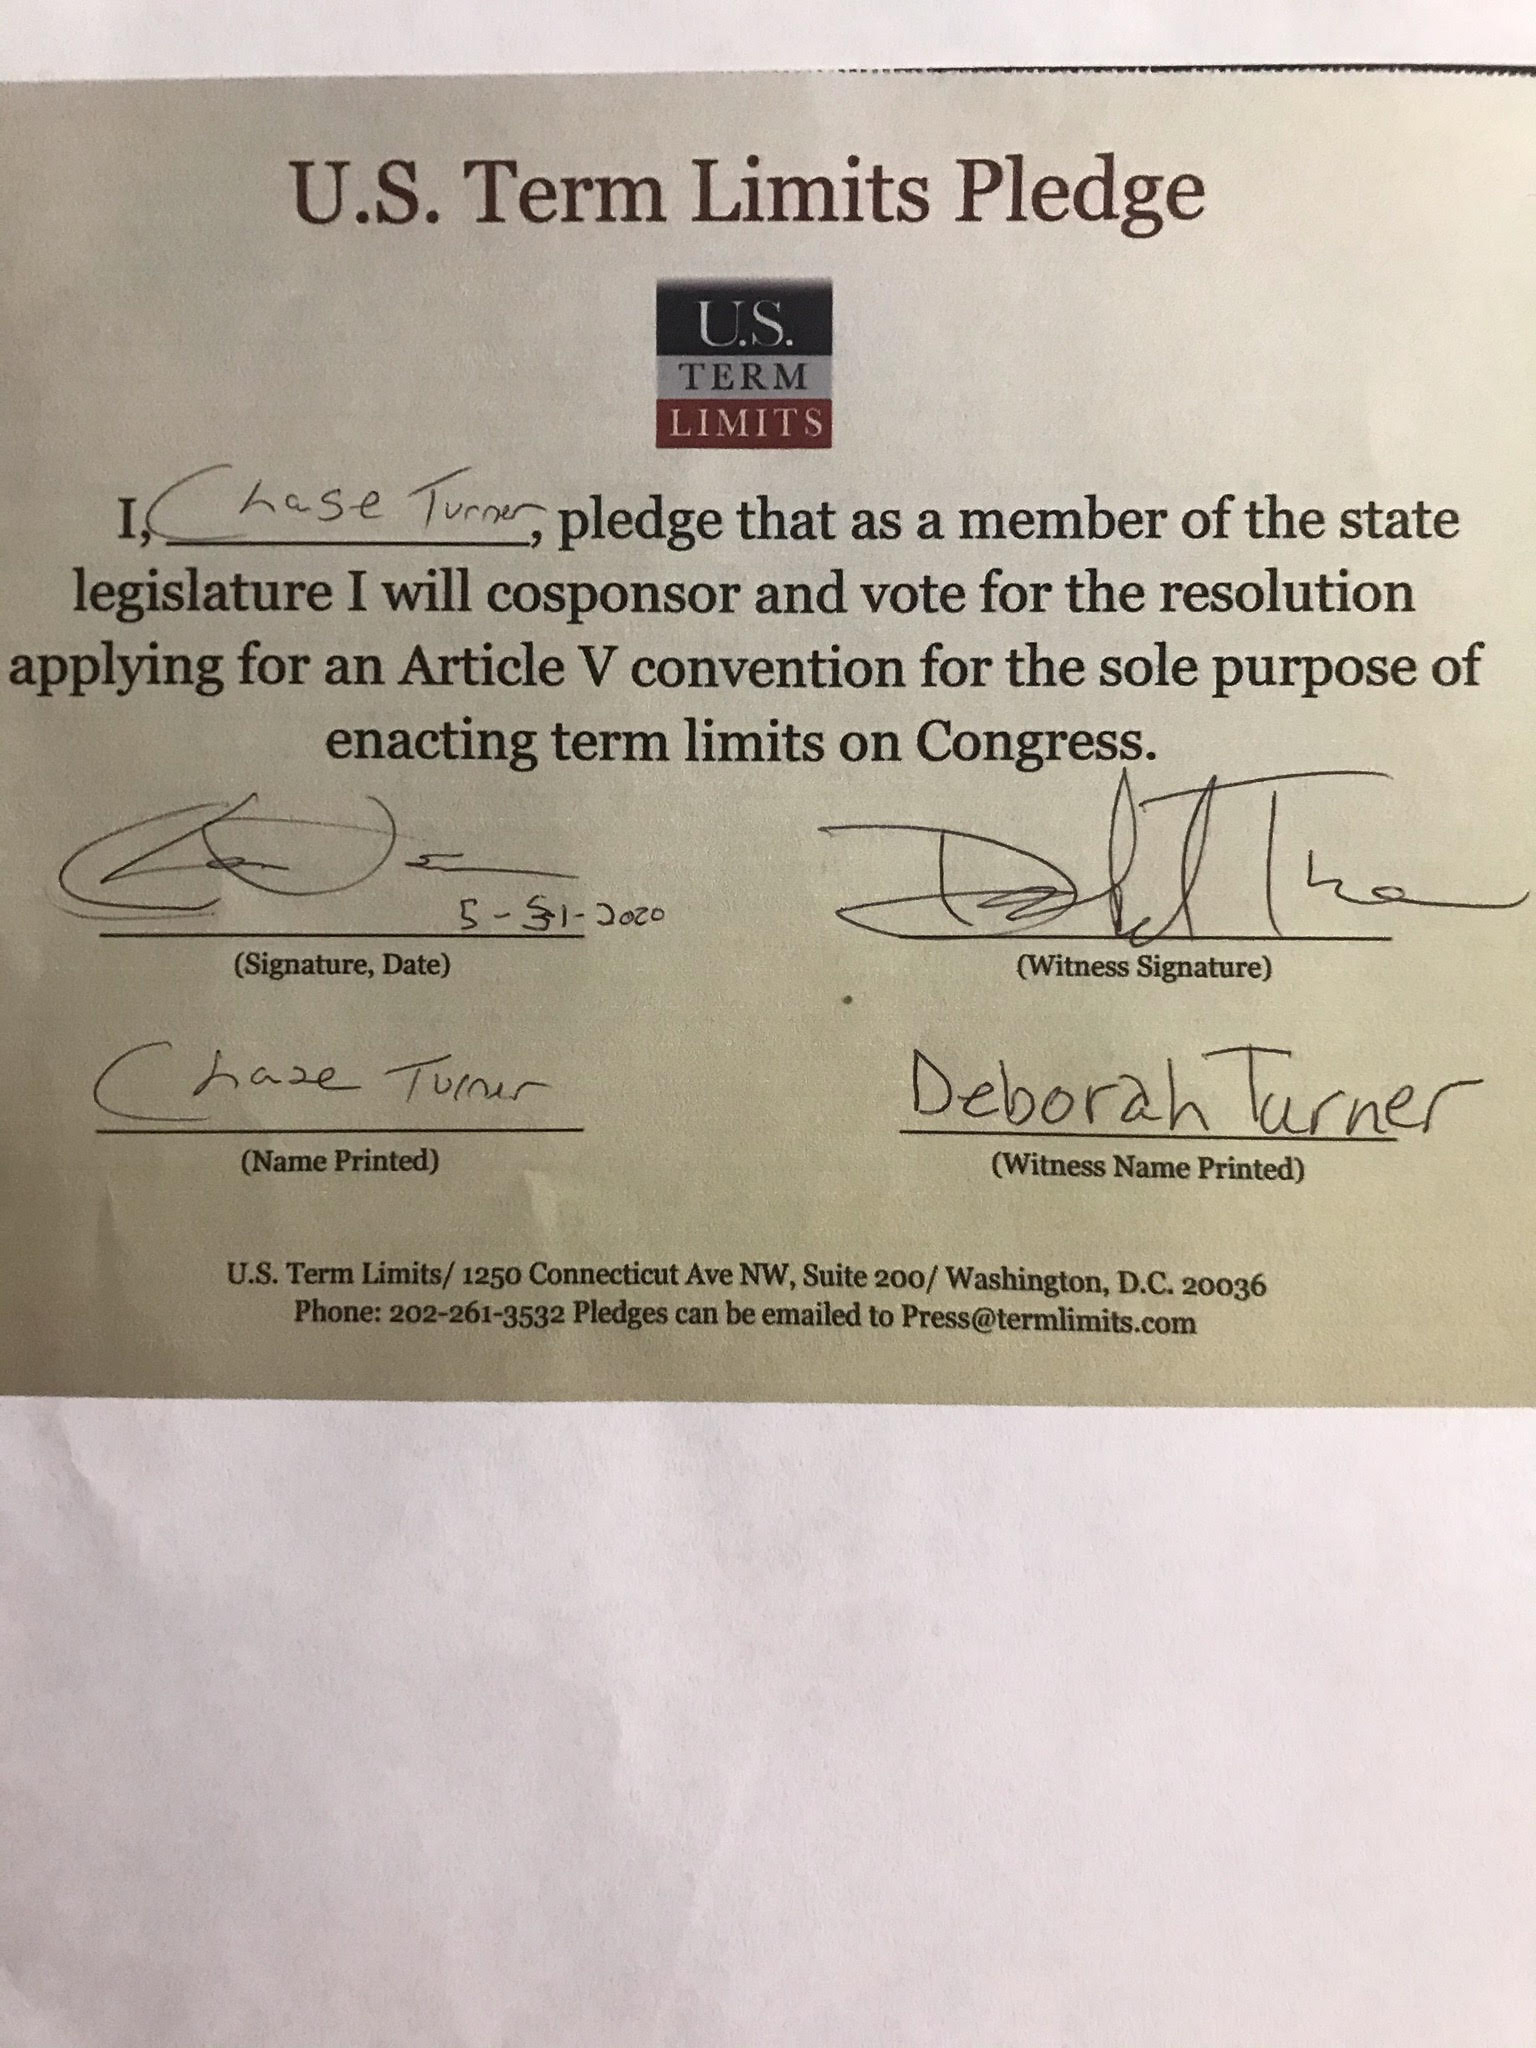 U.S. Term Limits Pledge
U.S.
TERM
LIMITS
I, Chase Turner, pledge that as a member of the state
legislature I will cosponsor and vote for the resolution
applying for an Article V convention for the sole purpose of
enacting term limits on Congress.
5-31-2020
(Signature, Date) (Witness Signature)
Chase Turner Deborah Turner
(Name Printed) (Witness Name Printed)
U.S. Term Limits/ 1250 Connecticut Ave NW, Suite 200/ Washington, D.C. 20036
Phone: 202-261-3532 Pledges can be emailed to Press@termlimits.com